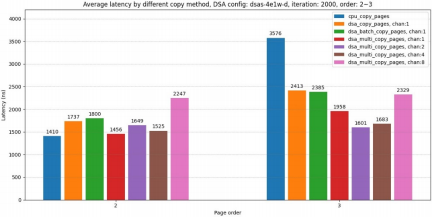 Average latency by different copy method, DSA config: dsas-4e1w-d, iteration: 2000, order: 2−3
cpu_copy_pages
dsa_copy_pages, chan:1
dsa_batch_copy_pages, chan:1
dsa_multi_copy_pages, chan:1
dsa_multi_copy_pages, chan:2
dsa_multi_copy_pages, chan:4
dsa_multi_copy_pages, chan:8
Latency (ns)
4000
3500
3000
2500
2000
1500
1000
500
0
1410
1737
1800
1456
1649
1525
2247
3576
2413
2385
1958
1601
1683
2329
2
3
Page order